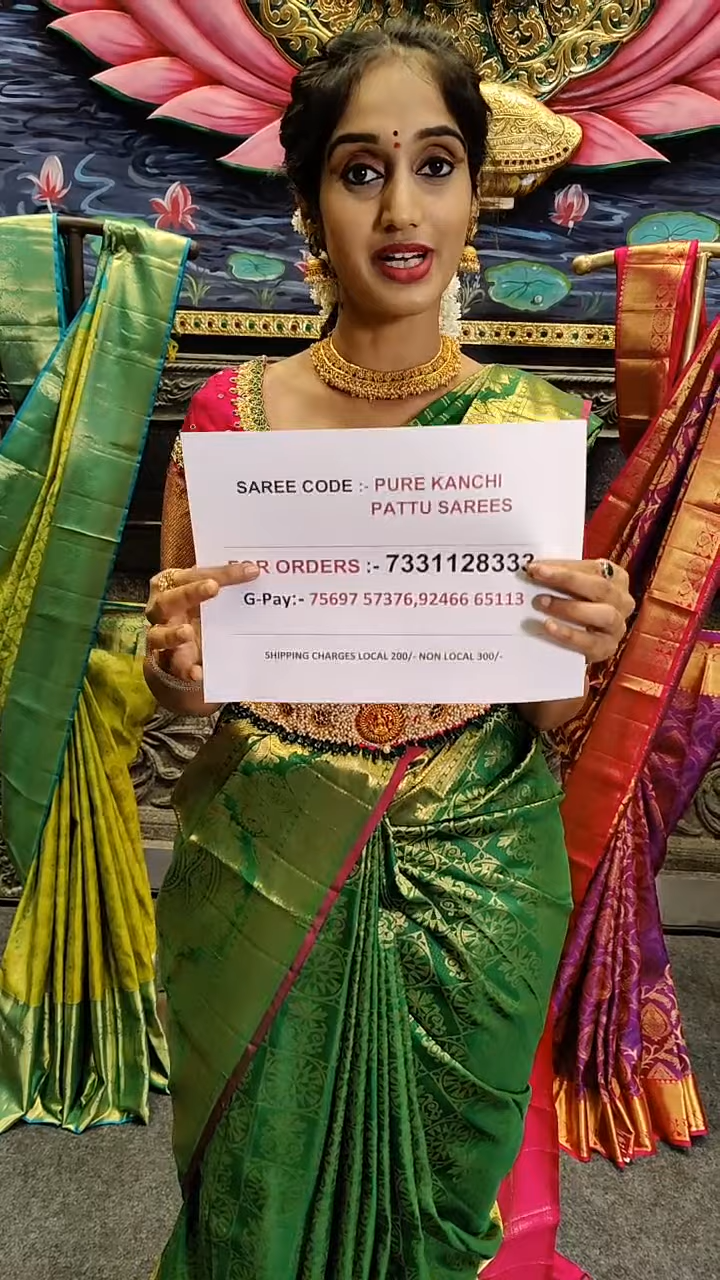 SAREE CODE :- PURE KANCHI
PATTU SAREES
FOR ORDERS :- 7331128333
G-Pay:- 75697 57376,92466 65113
SHIPPING CHARGES LOCAL 200/- NON LOCAL 300/-